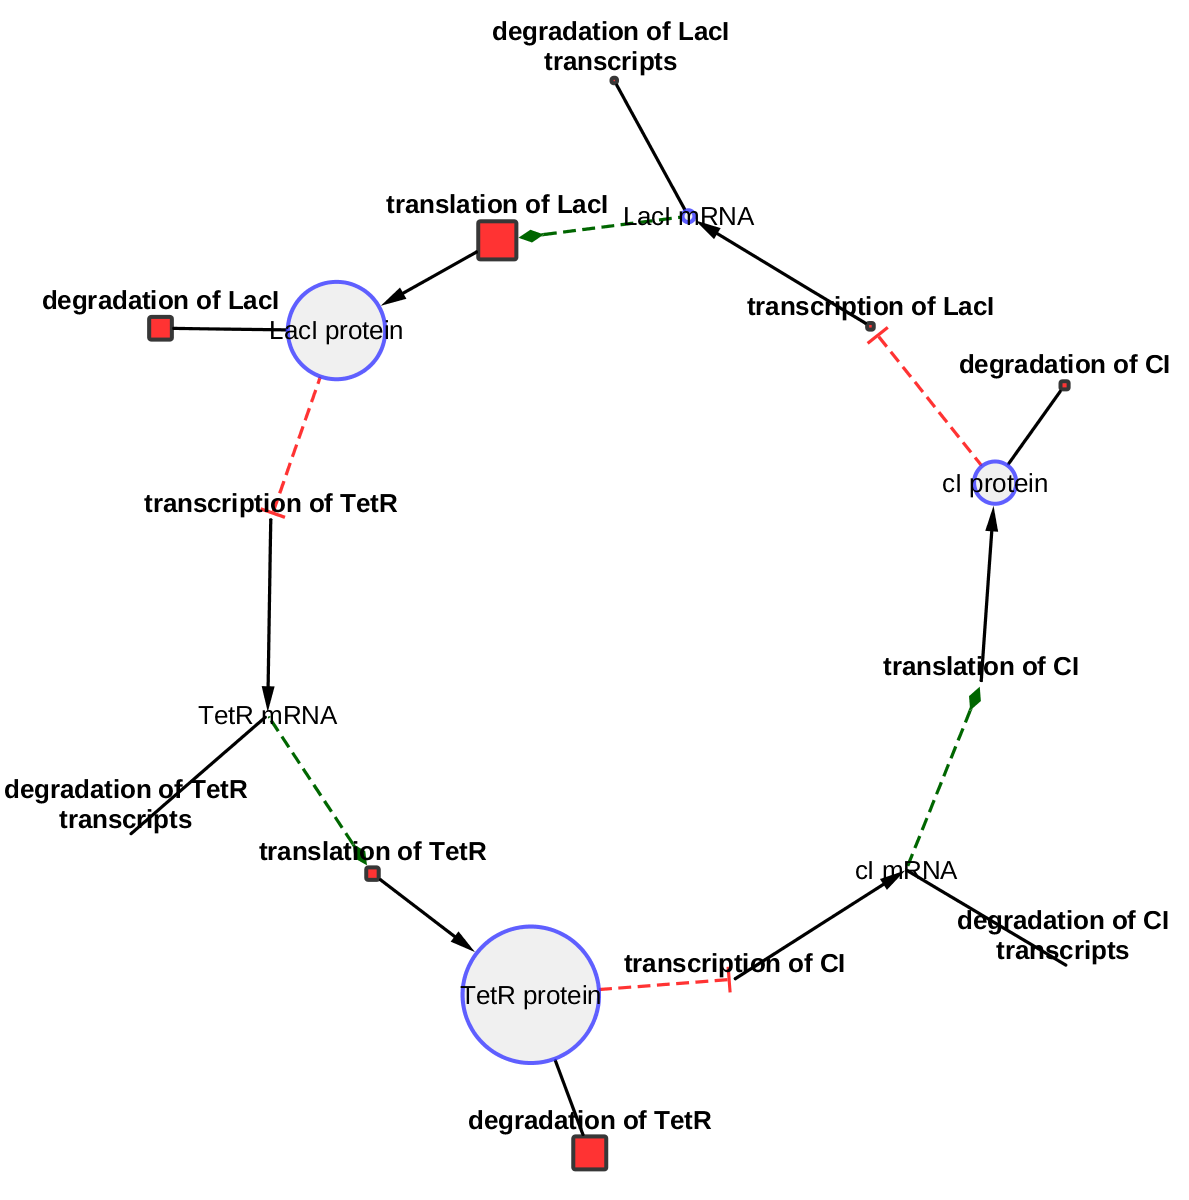 degradation of LacI
transcripts
translation of LacI
LacI mRNA
degradation of LacI
transcription of LacI
LacI protein
degradation of CI
cI protein
transcription of TetR
translation of CI
TetR mRNA
degradation of TetR
transcripts
translation of TetR
cI mRNA
degradation of CI
transcripts
transcription of CI
TetR protein
degradation of TetR